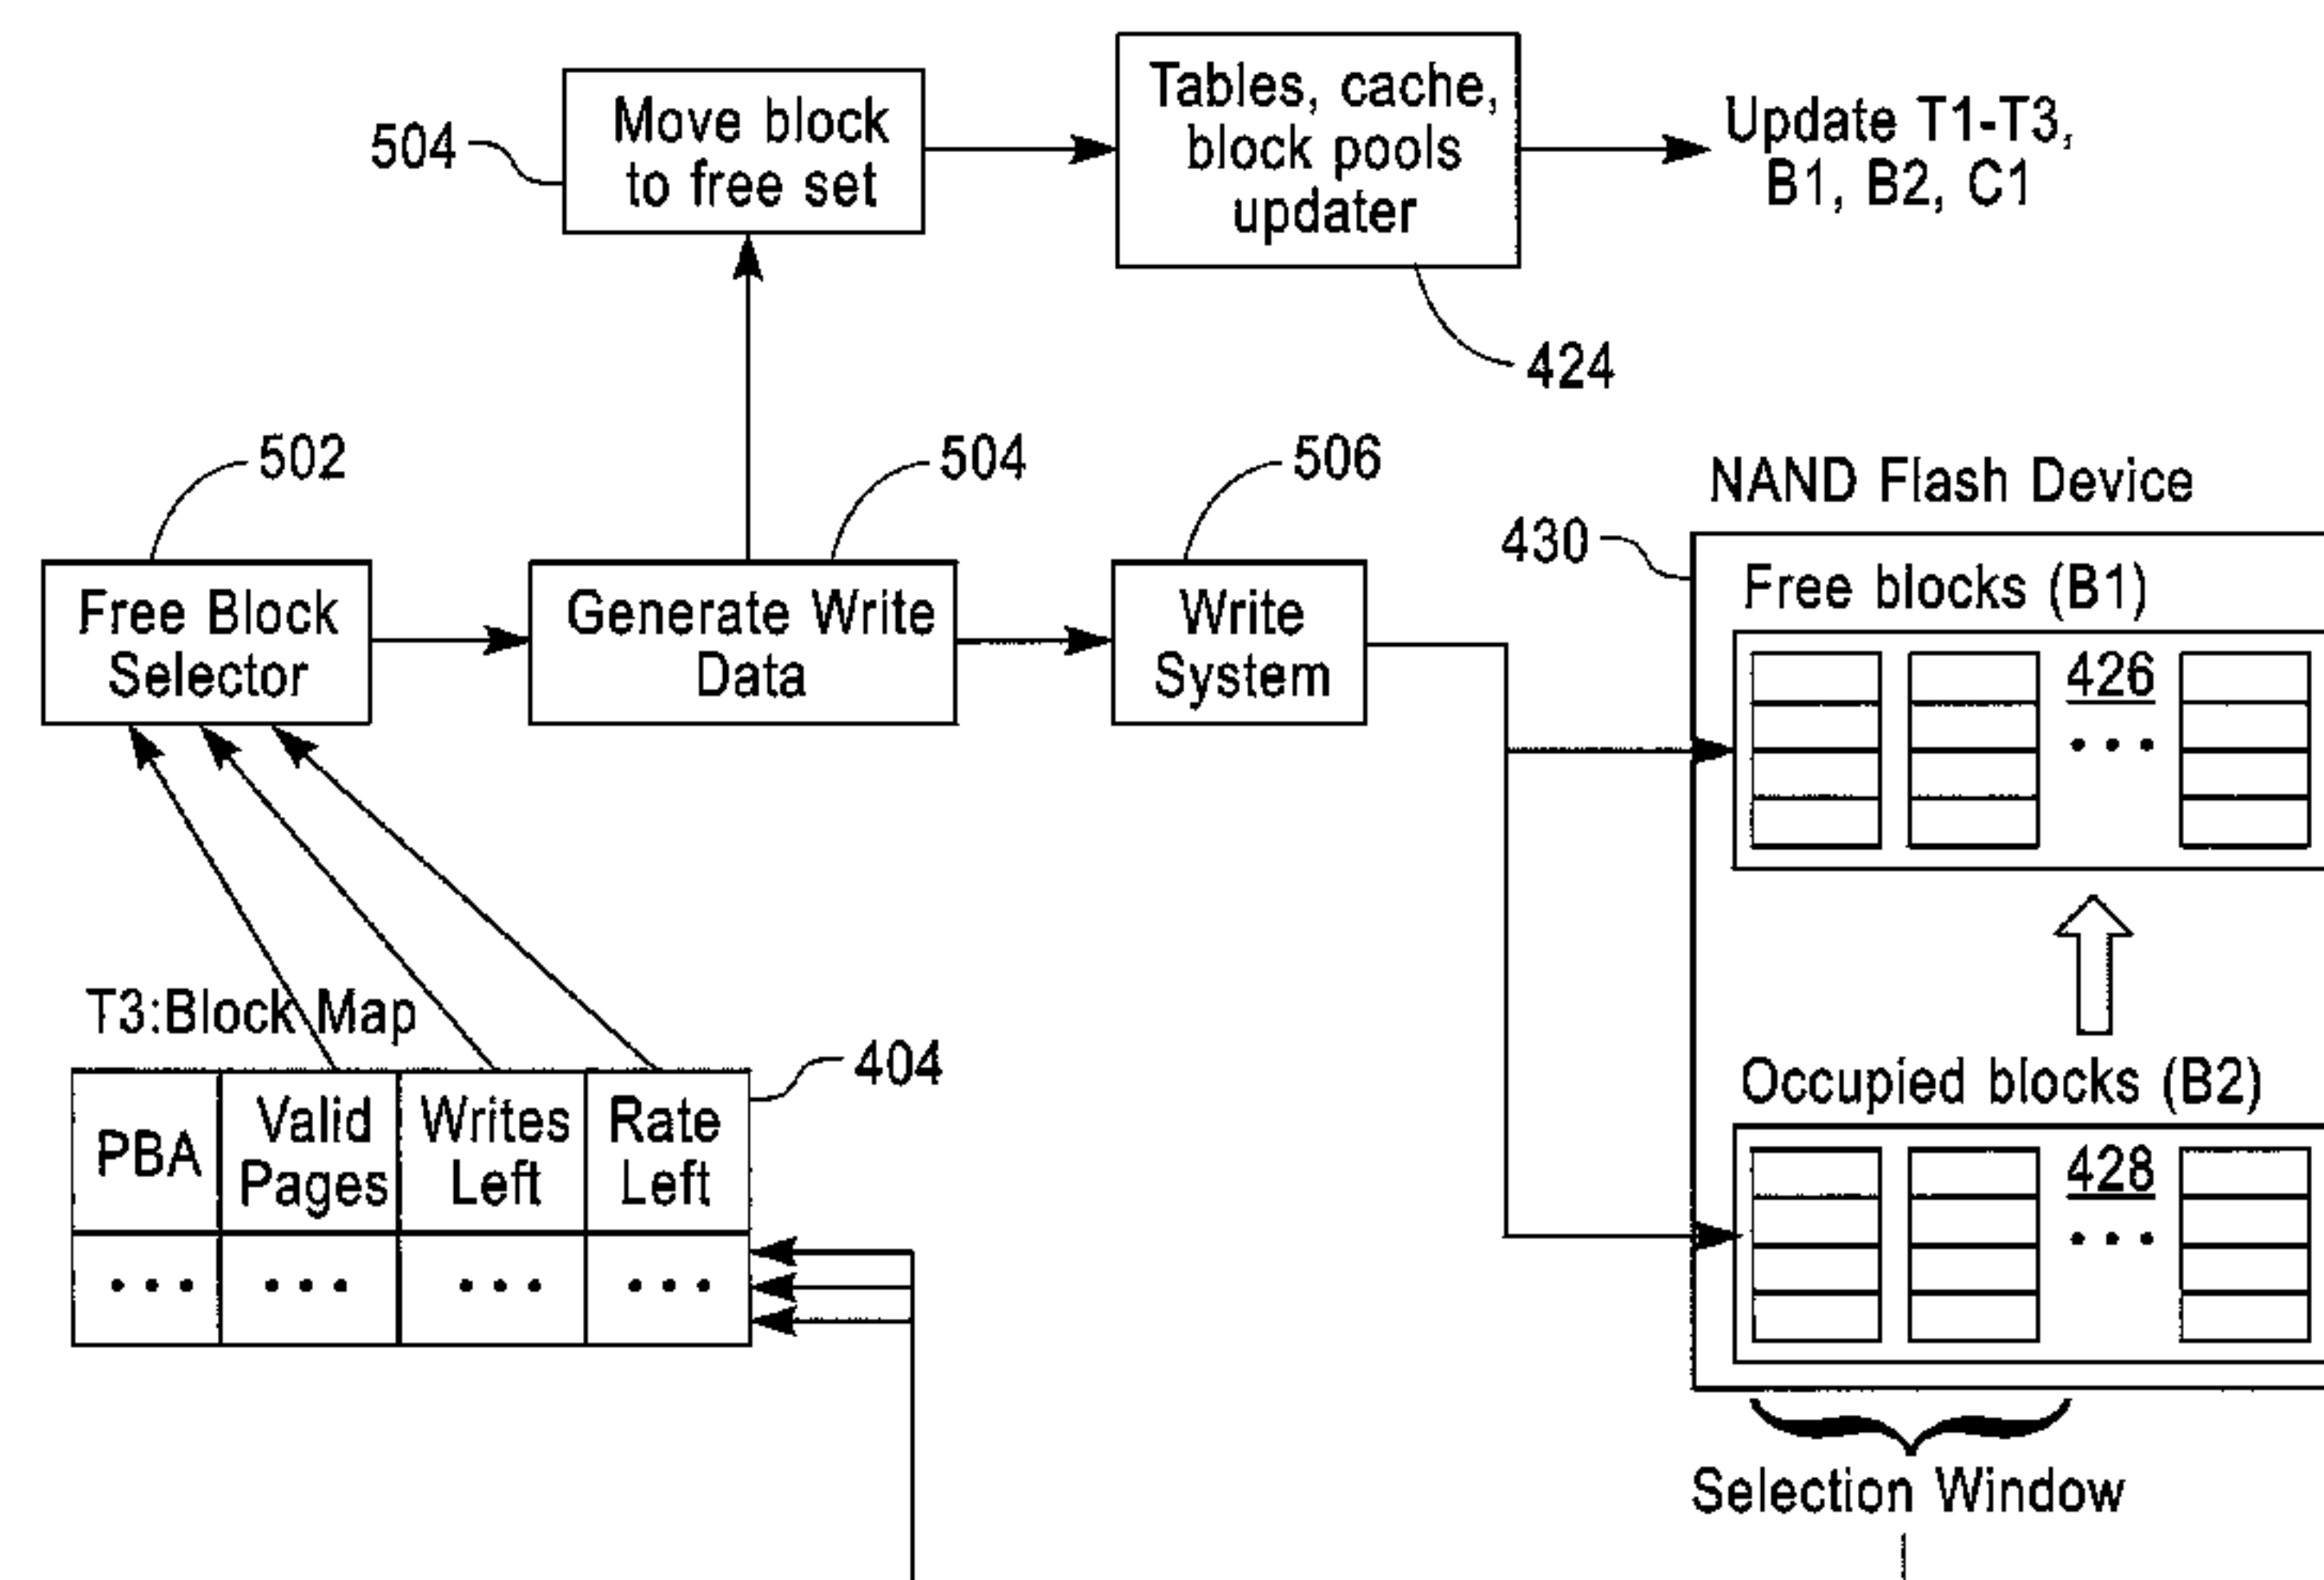 Tables, cache,
block pools
updater
Move block
to free set
504
Update T1-T3,
B1, B2, C1
424
502
504
506
NAND Flash Device
430
Free Block
Selector
Generate Write
Data
Write
System
Free blocks (B1)
426
• • •
T3:Block Map
404
Occupied blocks (B2)
PBA
Valid
Pages
Writes
Left
Rate
Left
428
• • •
• • •
• • •
• • •
• • •
Selection Window